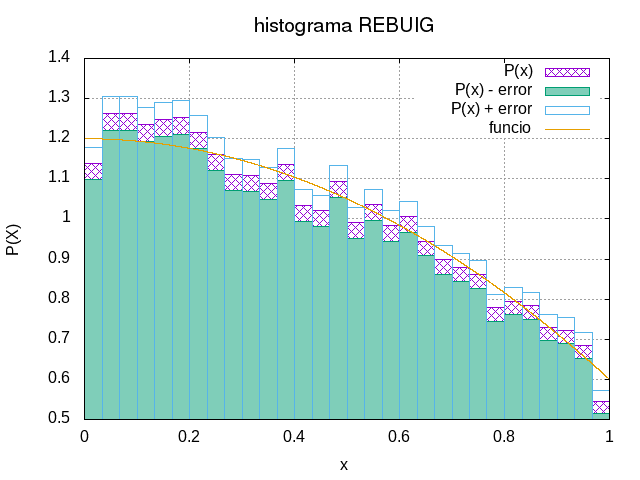 histograma REBUIG
P(x)
P(x) - error
P(x) + error
funcio
1.4
1.3
1.2
1.1
1
0.9
0.8
0.7
0.6
0.5
P(X)
0 0.2 0.4 0.6 0.8 1
x